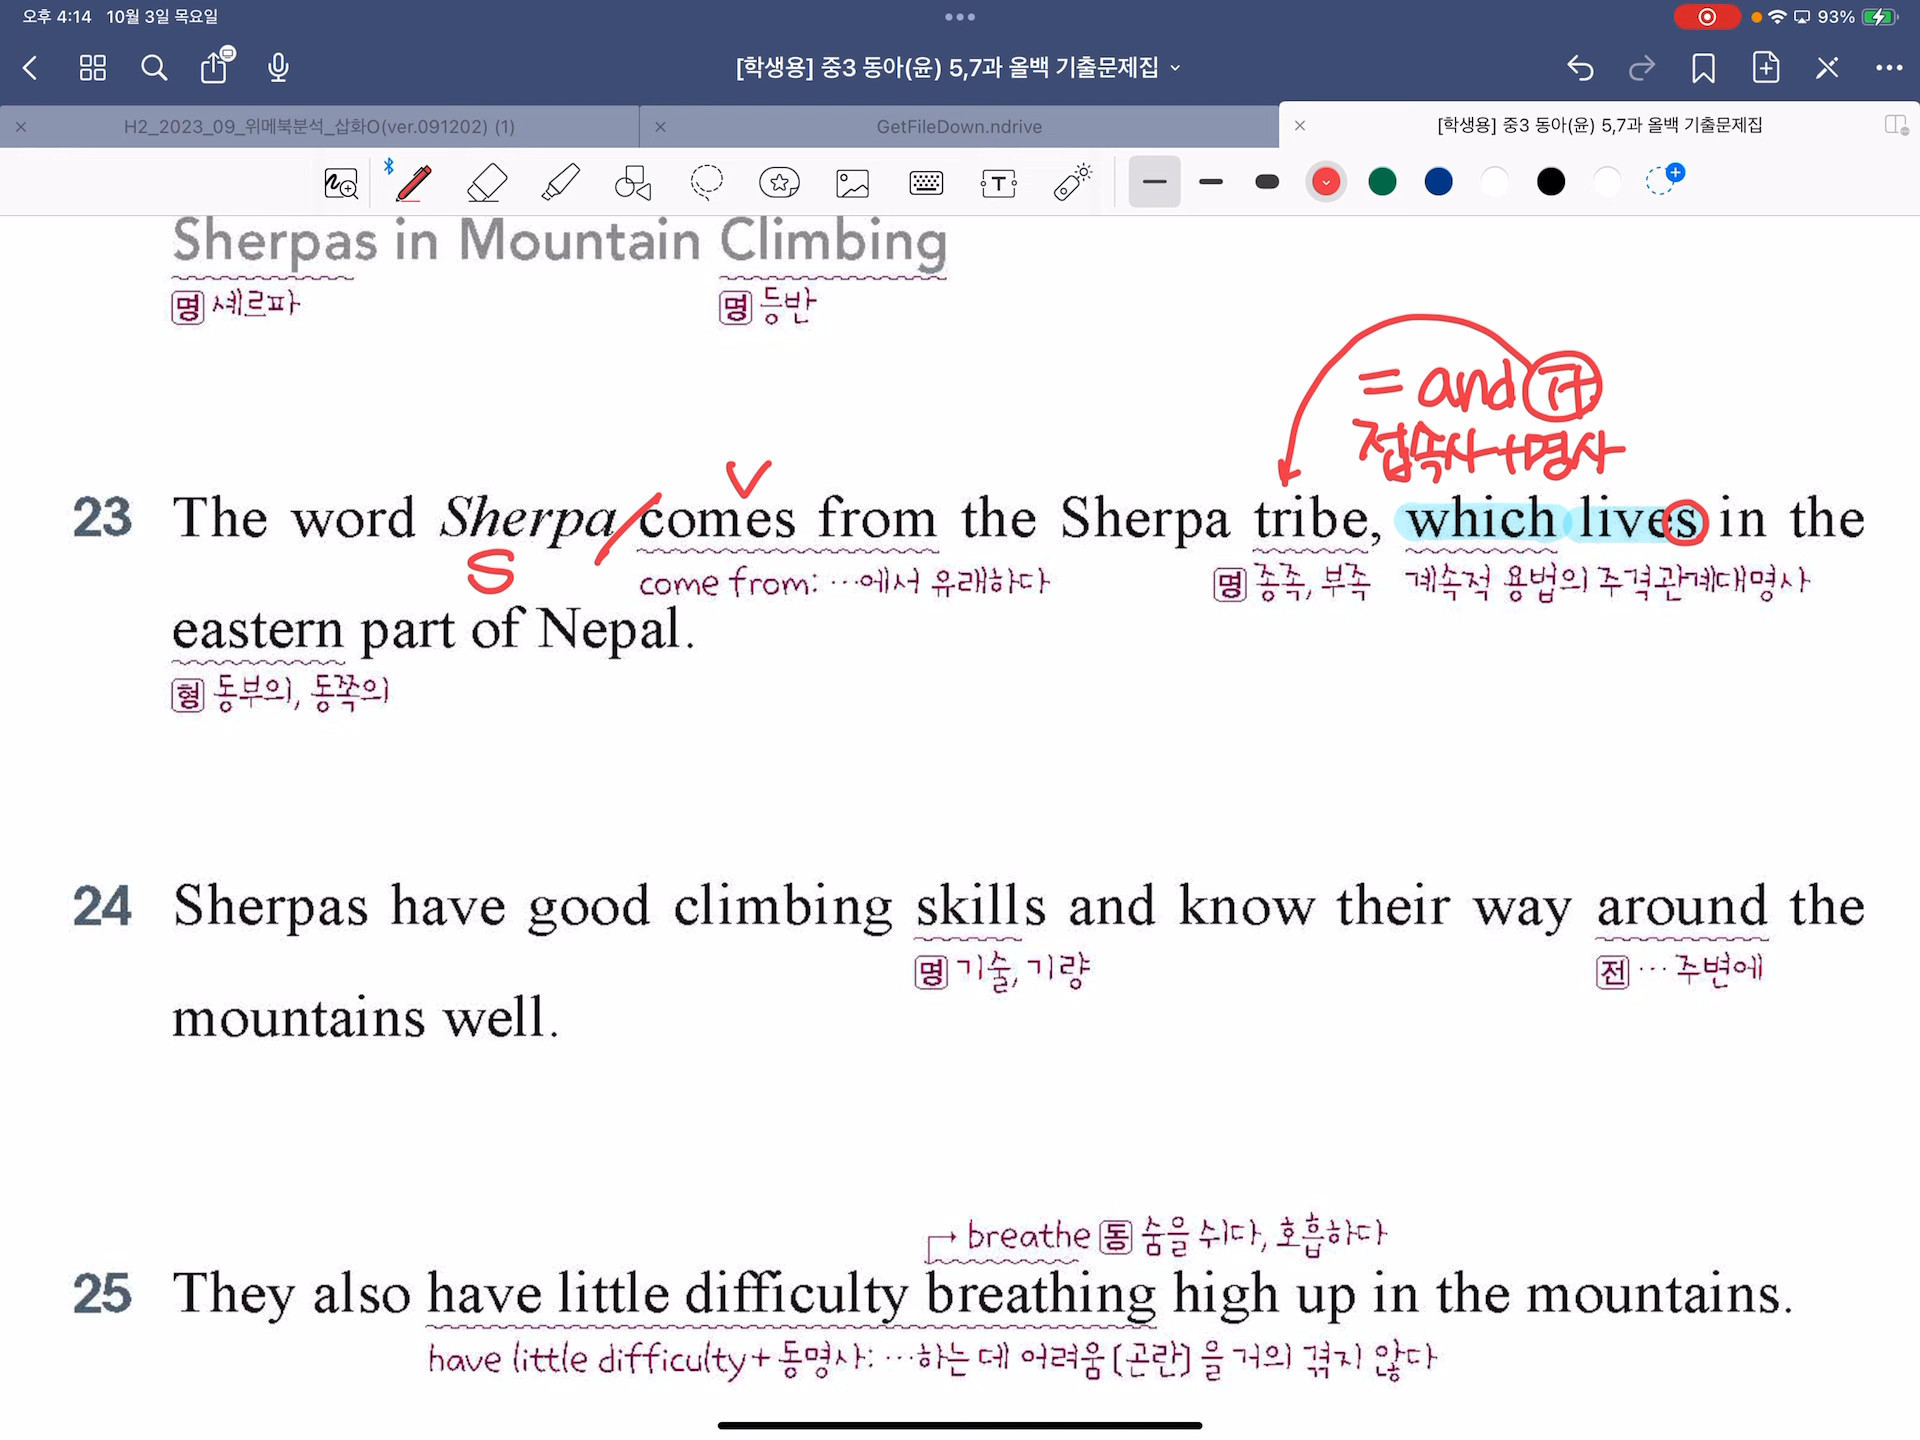 오후 4:14 10월 3일 목요일
93%
[학생용] 중3 동아(윤) 5,7과 올백 기출문제집
H2_2023_09_위메북분석_삽화O(ver.091202) (1)
GetFileDown.ndrive
[학생용] 중3 동아(윤) 5,7과 올백 기출문제집
Sherpas in Mountain Climbing
명 셰르파
명 등반
= and
접속사+명사
V
23 The word Sherpa / comes from the Sherpa tribe, which lives in the
S
come from: …에서 유래하다
명 종족, 부족
계속적 용법의 주격관계대명사
eastern part of Nepal.
형 동부의, 동쪽의
24 Sherpas have good climbing skills and know their way around the
명 기술, 기량
전 … 주변에
mountains well.
breathe 동 숨을 쉬다, 호흡하다
25 They also have little difficulty breathing high up in the mountains.
have little difficulty + 동명사: …하는 데 어려움[곤란]을 거의 겪지 않다